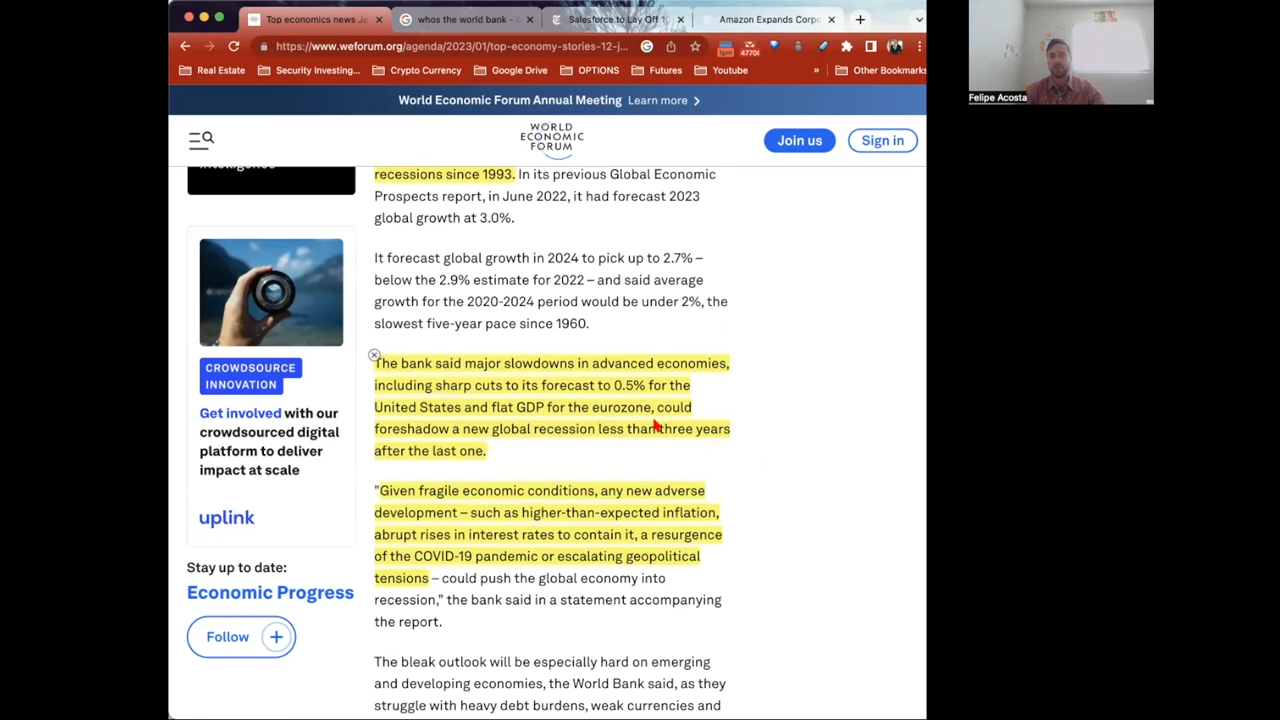 Top economics news Ja
whos the world bank -
Salesforce to Lay Off 10
Amazon Expands Corpo
https://www.weforum.org/agenda/2023/01/top-economy-stories-12-j...
Real Estate
Security Investing...
Crypto Currency
Google Drive
OPTIONS
Futures
Youtube
»
Other Bookmarks
World Economic Forum Annual Meeting Learn more
WORLD
ECONOMIC
FORUM
Join us
Sign in
recessions since 1993. In its previous Global Economic
Prospects report, in June 2022, it had forecast 2023
global growth at 3.0%.
It forecast global growth in 2024 to pick up to 2.7% –
below the 2.9% estimate for 2022 – and said average
growth for the 2020-2024 period would be under 2%, the
slowest five-year pace since 1960.
The bank said major slowdowns in advanced economies,
including sharp cuts to its forecast to 0.5% for the
United States and flat GDP for the eurozone, could
foreshadow a new global recession less than three years
after the last one.
"Given fragile economic conditions, any new adverse
development – such as higher-than-expected inflation,
abrupt rises in interest rates to contain it, a resurgence
of the COVID-19 pandemic or escalating geopolitical
tensions – could push the global economy into
recession," the bank said in a statement accompanying
the report.
The bleak outlook will be especially hard on emerging
and developing economies, the World Bank said, as they
struggle with heavy debt burdens, weak currencies and
CROWDSOURCE
INNOVATION
Get involved with our
crowdsourced digital
platform to deliver
impact at scale
uplink
Stay up to date:
Economic Progress
Follow
Felipe Acosta